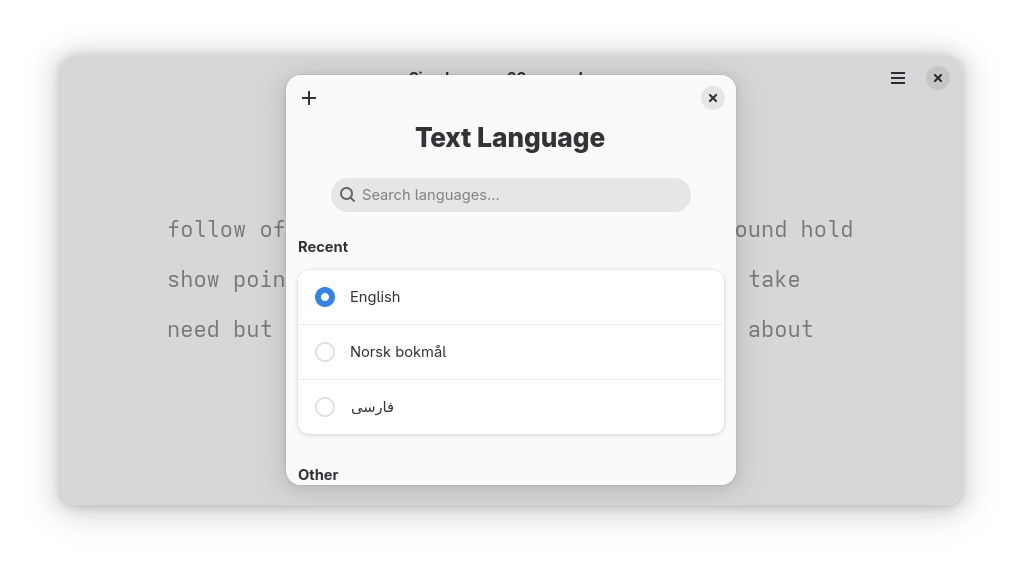 Text Language
Search languages...
Recent
English
Norsk bokmål
فارسی
Other
follow of ound hold
show poin take
need but about